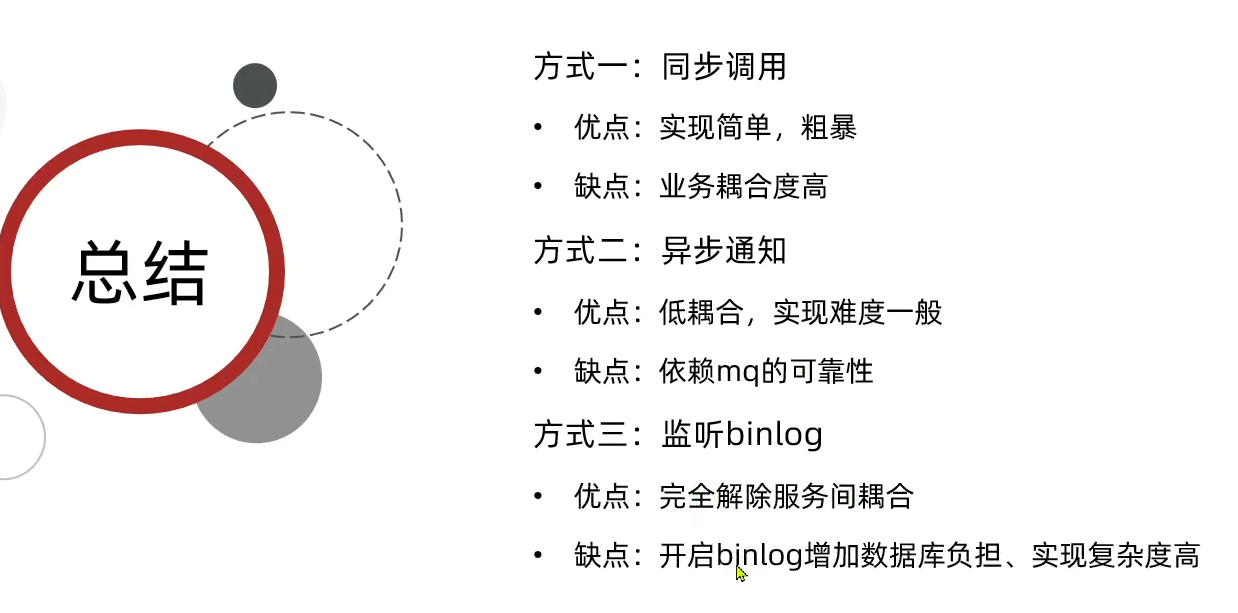 总结
方式一：同步调用
• 优点：实现简单，粗暴
• 缺点：业务耦合度高
方式二：异步通知
• 优点：低耦合，实现难度一般
• 缺点：依赖mq的可靠性
方式三：监听binlog
• 优点：完全解除服务间耦合
• 缺点：开启binlog增加数据库负担、实现复杂度高